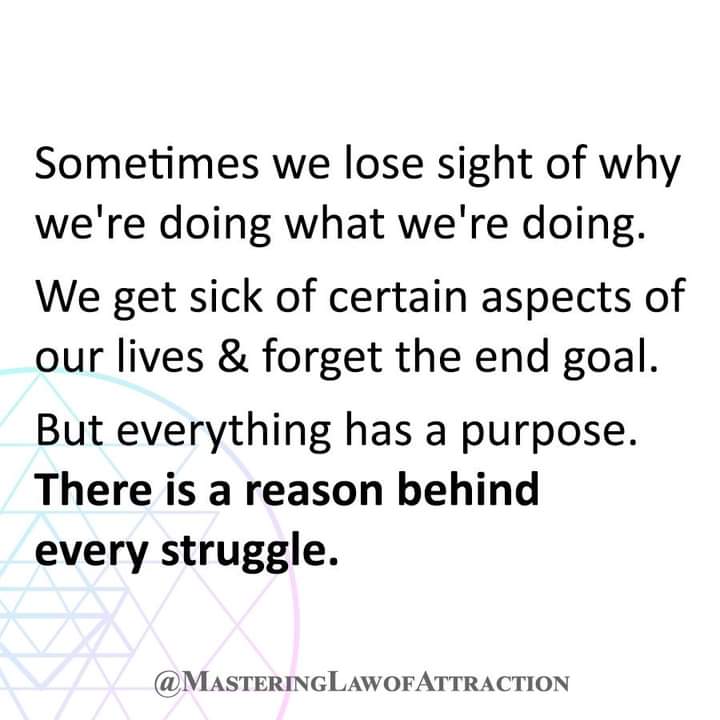 Sometimes we lose sight of why
we're doing what we're doing.
We get sick of certain aspects of
our lives & forget the end goal.
But everything has a purpose.
There is a reason behind
every struggle.
@MasteringLawofAttraction